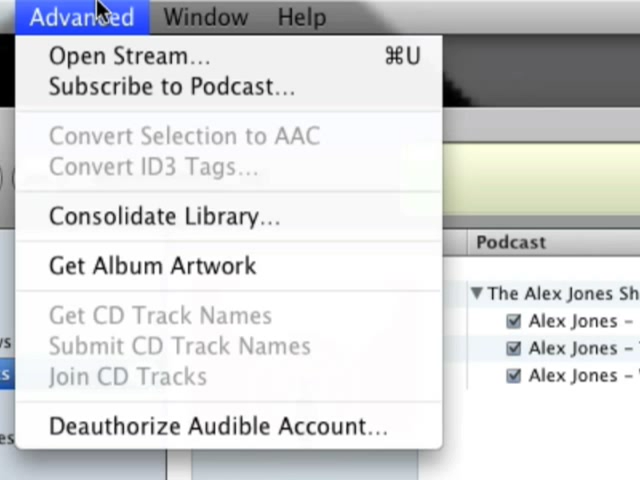 Advanced Window Help
Open Stream... ⌘U
Subscribe to Podcast...
Convert Selection to AAC
Convert ID3 Tags...
Consolidate Library...
Get Album Artwork
Get CD Track Names
Submit CD Track Names
Join CD Tracks
Deauthorize Audible Account...
Podcast
The Alex Jones Sh
Alex Jones –
Alex Jones –
Alex Jones –